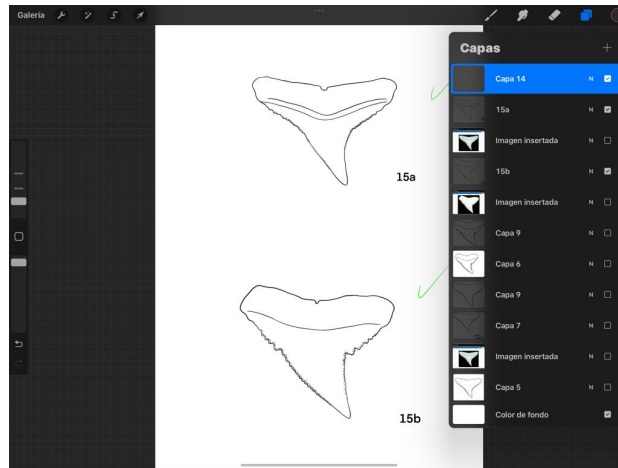 Galería
Capas
Capa 14 N
15a N
Imagen insertada N
15b N
Imagen insertada N
Capa 9 N
Capa 6 N
Capa 9 N
Capa 7 N
Imagen insertada N
Capa 5 N
Color de fondo
15a
15b